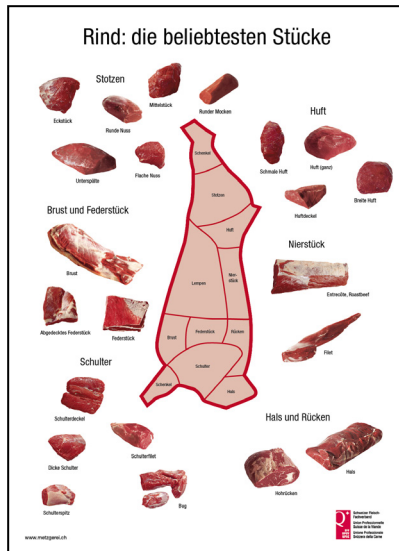 Rind: die beliebtesten Stücke
Stotzen
Eckstück
Runde Nuss
Mittelstück
Runder Mocken
Unterspälte
Flache Nuss
Huft
Schmale Huft
Huft (ganz)
Breite Huft
Huftdeckel
Brust und Federstück
Brust
Abgedecktes Federstück
Federstück
Nierstück
Entrecôte, Roastbeef
Filet
Schenkel
Stotzen
Huft
Lempen
Nier-
stück
Brust
Federstück
Rücken
Schulter
Schenkel
Hals
Schulter
Schulterdeckel
Dicke Schulter
Schulterfilet
Schulterspitz
Bug
Hals und Rücken
Hohrücken
Hals
www.metzgerei.ch
Schweizer Fleisch-
Fachverband
Union Professionnelle
Suisse de la Viande
Unione Professionale
Svizzera della Carne